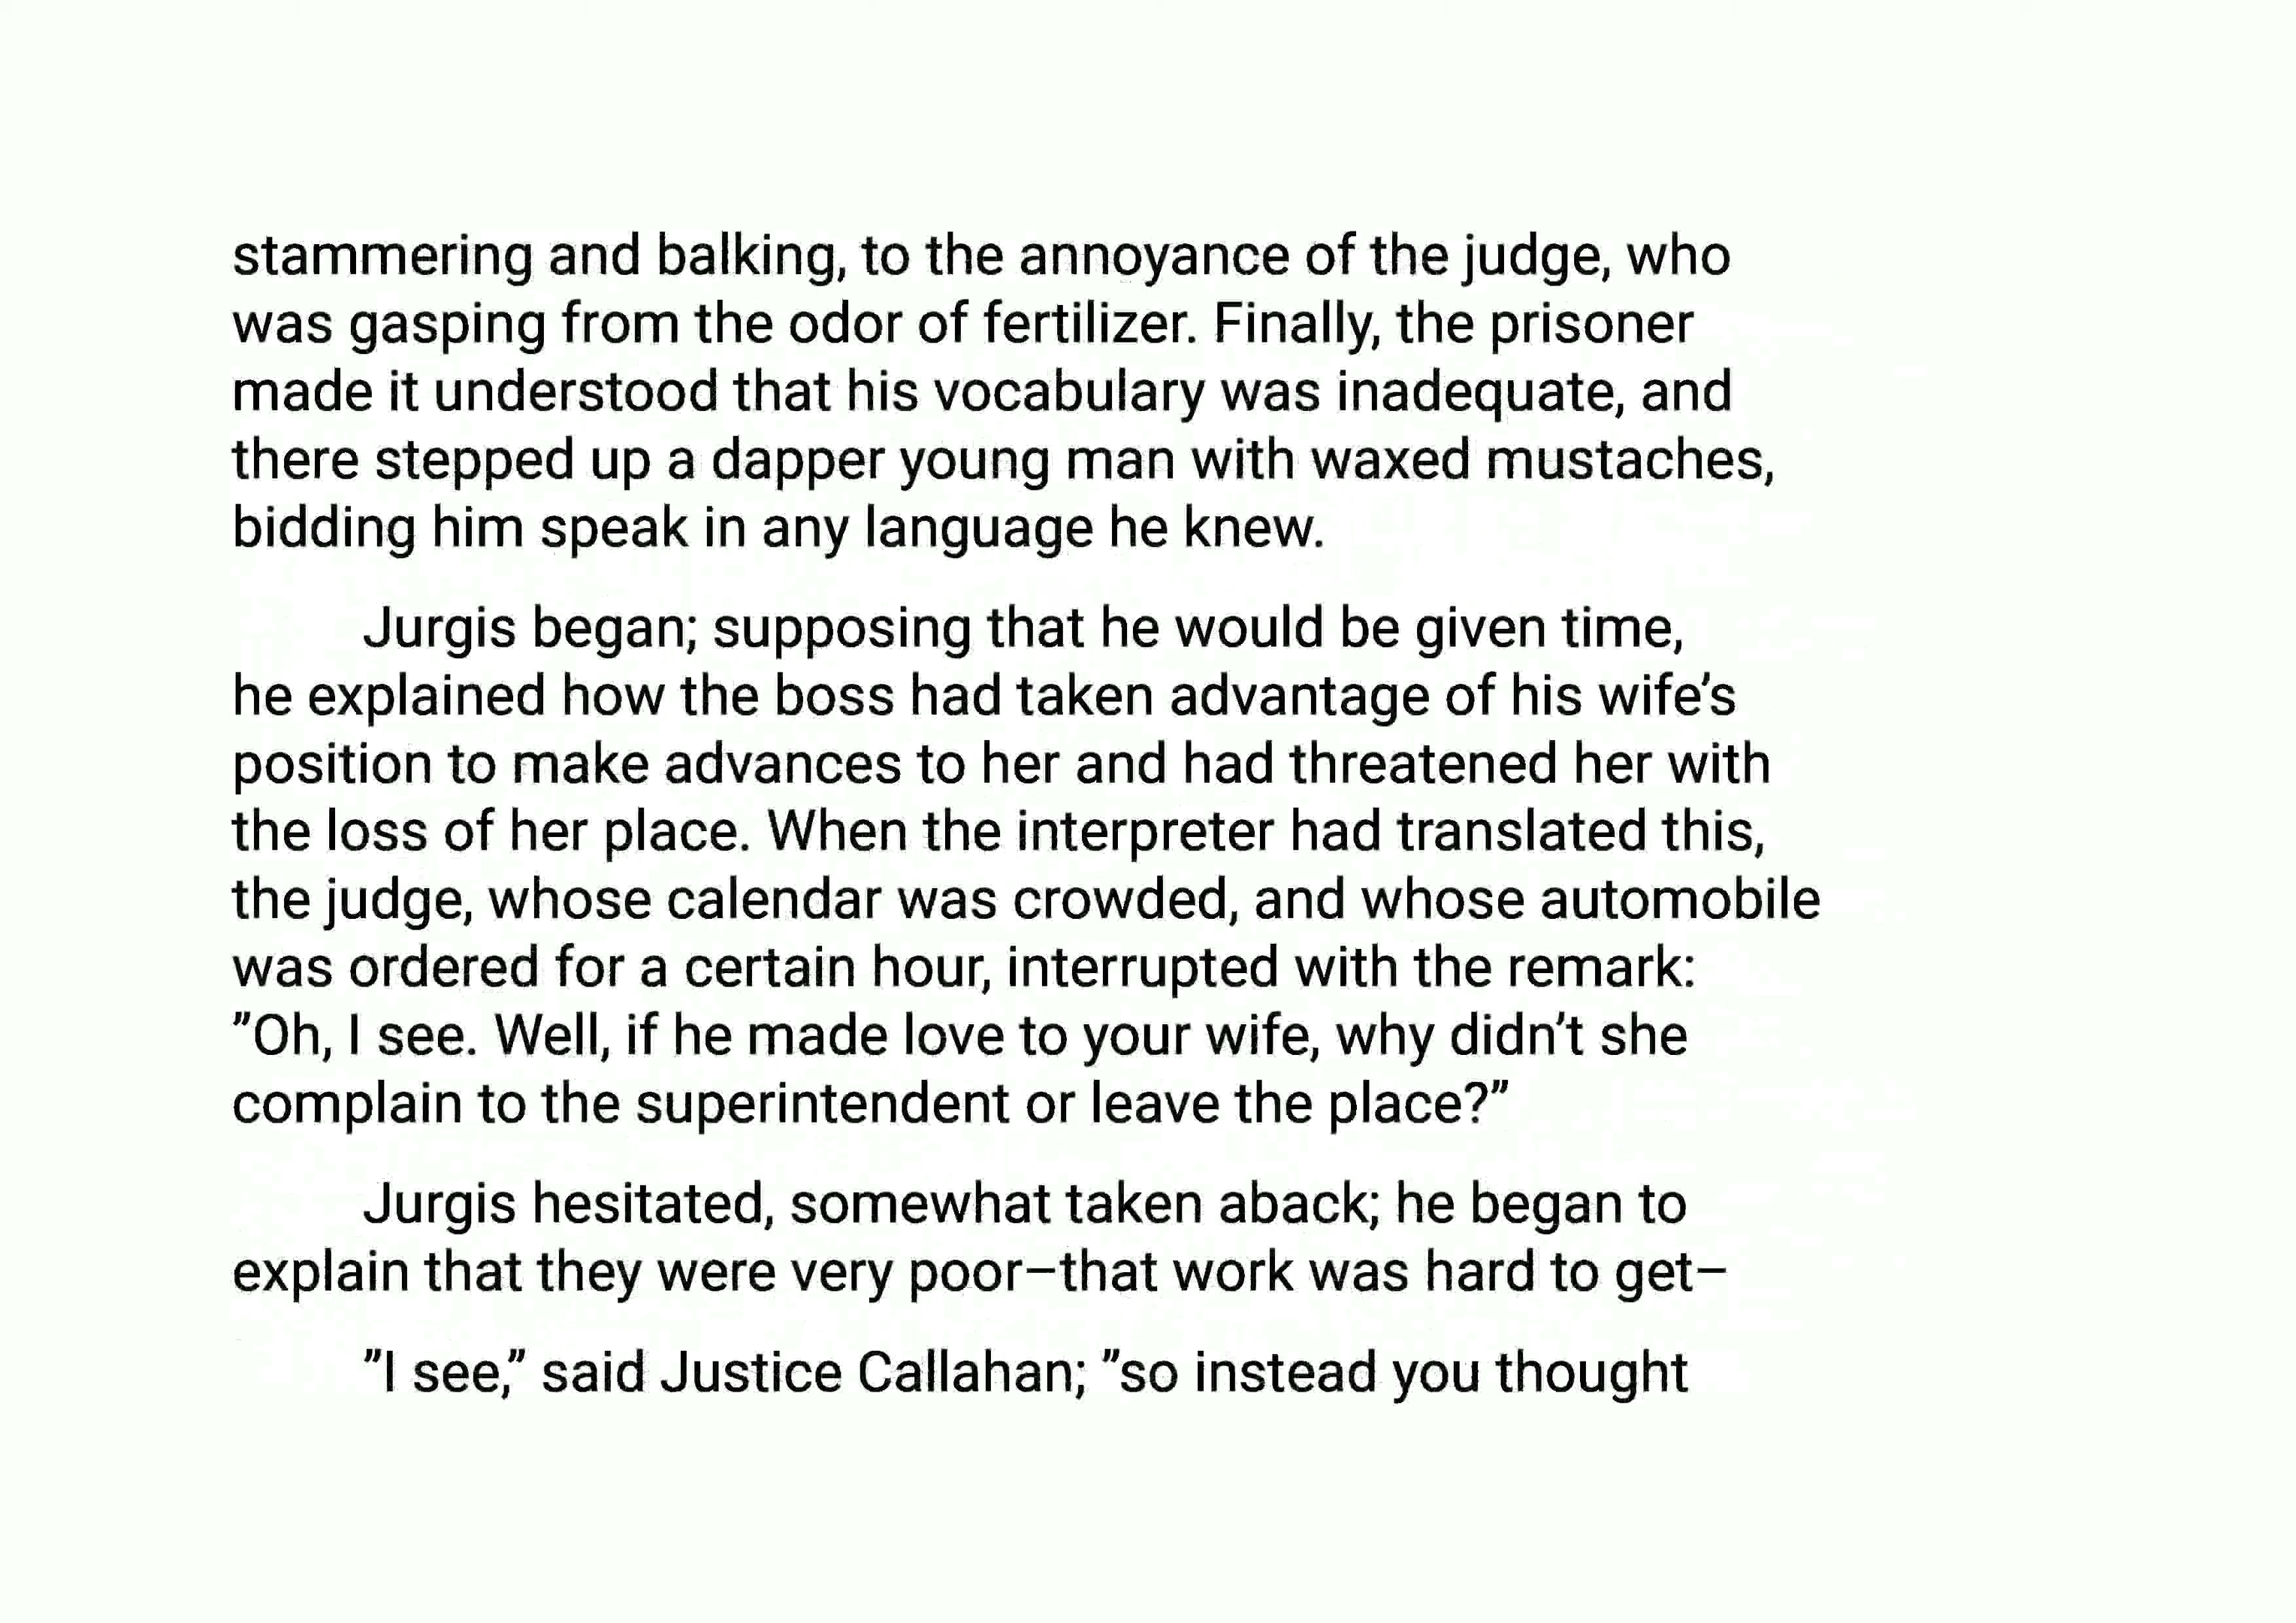 stammering and balking, to the annoyance of the judge, who
was gasping from the odor of fertilizer. Finally, the prisoner
made it understood that his vocabulary was inadequate, and
there stepped up a dapper young man with waxed mustaches,
bidding him speak in any language he knew.
Jurgis began; supposing that he would be given time,
he explained how the boss had taken advantage of his wife's
position to make advances to her and had threatened her with
the loss of her place. When the interpreter had translated this,
the judge, whose calendar was crowded, and whose automobile
was ordered for a certain hour, interrupted with the remark:
”Oh, I see. Well, if he made love to your wife, why didn't she
complain to the superintendent or leave the place?”
Jurgis hesitated, somewhat taken aback; he began to
explain that they were very poor–that work was hard to get–
”I see,” said Justice Callahan; ”so instead you thought